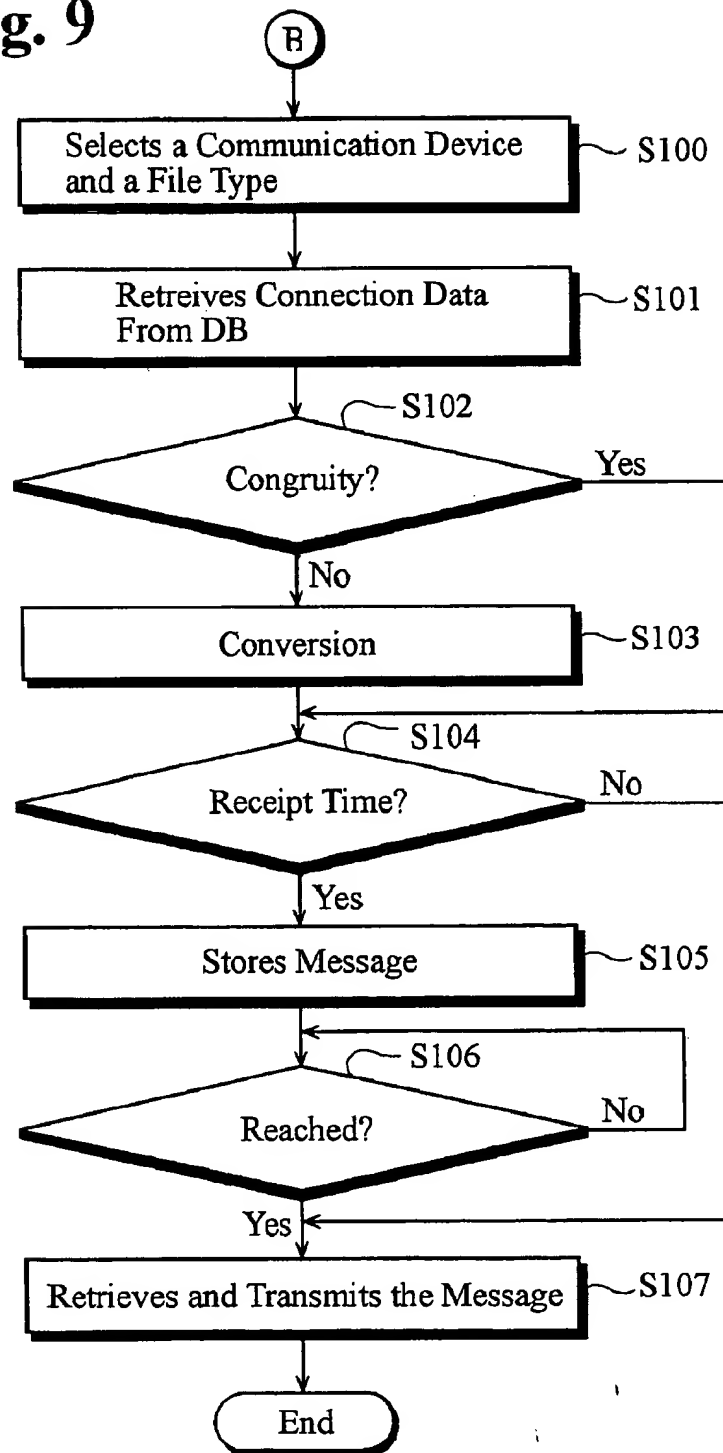 g. 9
B
Selects a Communication Device
and a File Type
S100
Retreives Connection Data
From DB
S101
S102
Congruity?
Yes
No
Conversion
S103
S104
Receipt Time?
No
Yes
Stores Message
S105
S106
Reached?
No
Yes
Retrieves and Transmits the Message
S107
End